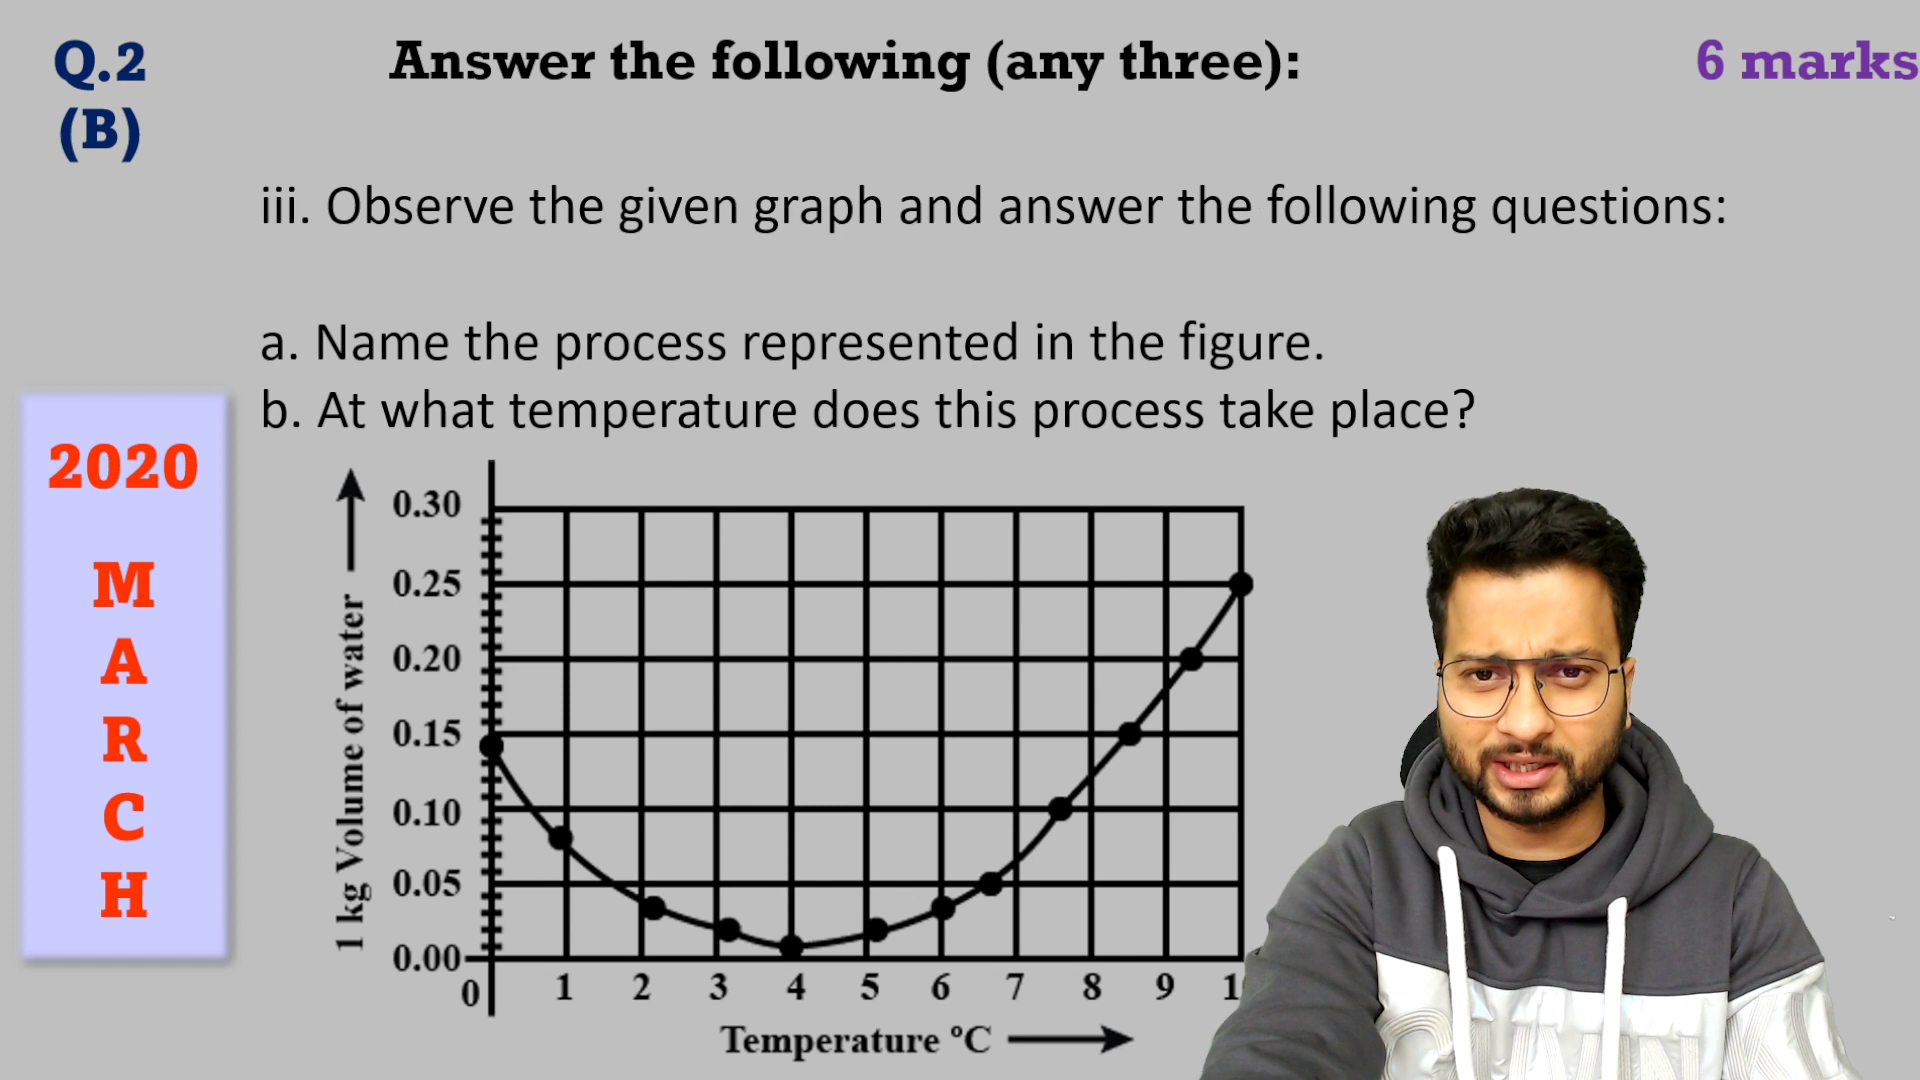 Q.2
(B)
Answer the following (any three):
6 marks
iii. Observe the given graph and answer the following questions:
a. Name the process represented in the figure.
b. At what temperature does this process take place?
2020
M
A
R
C
H
1 kg Volume of water
0.30
0.25
0.20
0.15
0.10
0.05
0.00
0 1 2 3 4 5 6 7 8 9 1
Temperature °C